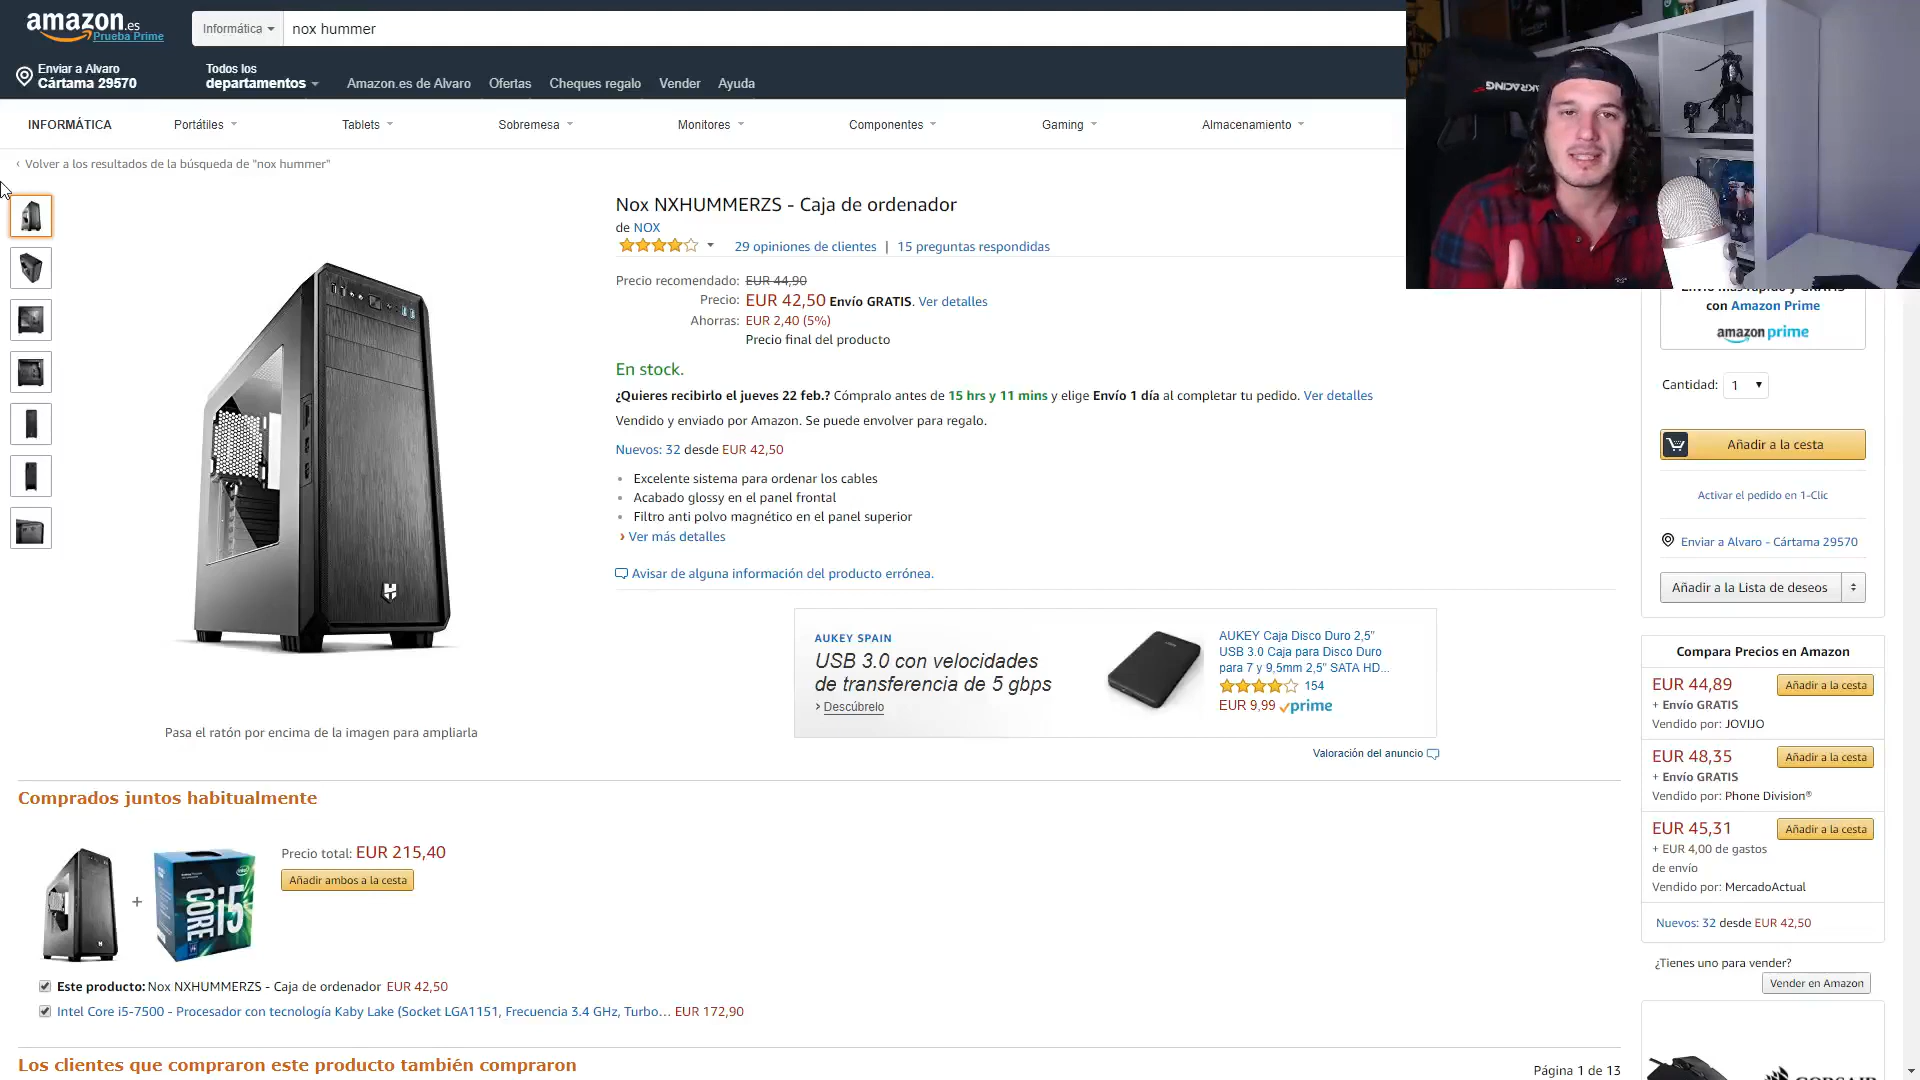 amazon.es
Prueba Prime
Informática
nox hummer
Enviar a Alvaro
Cártama 29570
Todos los
departamentos
Amazon.es de Alvaro Ofertas Cheques regalo Vender Ayuda
INFORMÁTICA Portátiles Tablets Sobremesa Monitores Componentes Gaming Almacenamiento
‹ Volver a los resultados de la búsqueda de "nox hummer"
Nox NXHUMMERZS - Caja de ordenador
de NOX
29 opiniones de clientes | 15 preguntas respondidas
Precio recomendado: EUR 44,90
Precio: EUR 42,50 Envío GRATIS. Ver detalles
Ahorras: EUR 2,40 (5%)
Precio final del producto
En stock.
¿Quieres recibirlo el jueves 22 feb.? Cómpralo antes de 15 hrs y 11 mins y elige Envío 1 día al completar tu pedido. Ver detalles
Vendido y enviado por Amazon. Se puede envolver para regalo.
Nuevos: 32 desde EUR 42,50
• Excelente sistema para ordenar los cables
• Acabado glossy en el panel frontal
• Filtro anti polvo magnético en el panel superior
› Ver más detalles
Avisar de alguna información del producto errónea.
AUKEY SPAIN
USB 3.0 con velocidades
de transferencia de 5 gbps
› Descúbrelo
AUKEY Caja Disco Duro 2,5"
USB 3.0 Caja para Disco Duro
para 7 y 9,5mm 2,5" SATA HD...
154
EUR 9,99 prime
Valoración del anuncio
Pasa el ratón por encima de la imagen para ampliarla
Comprados juntos habitualmente
+
intel
CORE i5
Precio total: EUR 215,40
Añadir ambos a la cesta
Este producto: Nox NXHUMMERZS - Caja de ordenador EUR 42,50
Intel Core i5-7500 - Procesador con tecnología Kaby Lake (Socket LGA1151, Frecuencia 3.4 GHz, Turbo... EUR 172,90
Los clientes que compraron este producto también compraron
Página 1 de 13
con Amazon Prime
amazon prime
Cantidad: 1
Añadir a la cesta
Activar el pedido en 1-Clic
Enviar a Alvaro - Cártama 29570
Añadir a la Lista de deseos
Compara Precios en Amazon
EUR 44,89 Añadir a la cesta
+ Envío GRATIS
Vendido por: JOVIJO
EUR 48,35 Añadir a la cesta
+ Envío GRATIS
Vendido por: Phone Division®
EUR 45,31 Añadir a la cesta
+ EUR 4,00 de gastos
de envío
Vendido por: MercadoActual
Nuevos: 32 desde EUR 42,50
¿Tienes uno para vender?
Vender en Amazon
CORSAIR